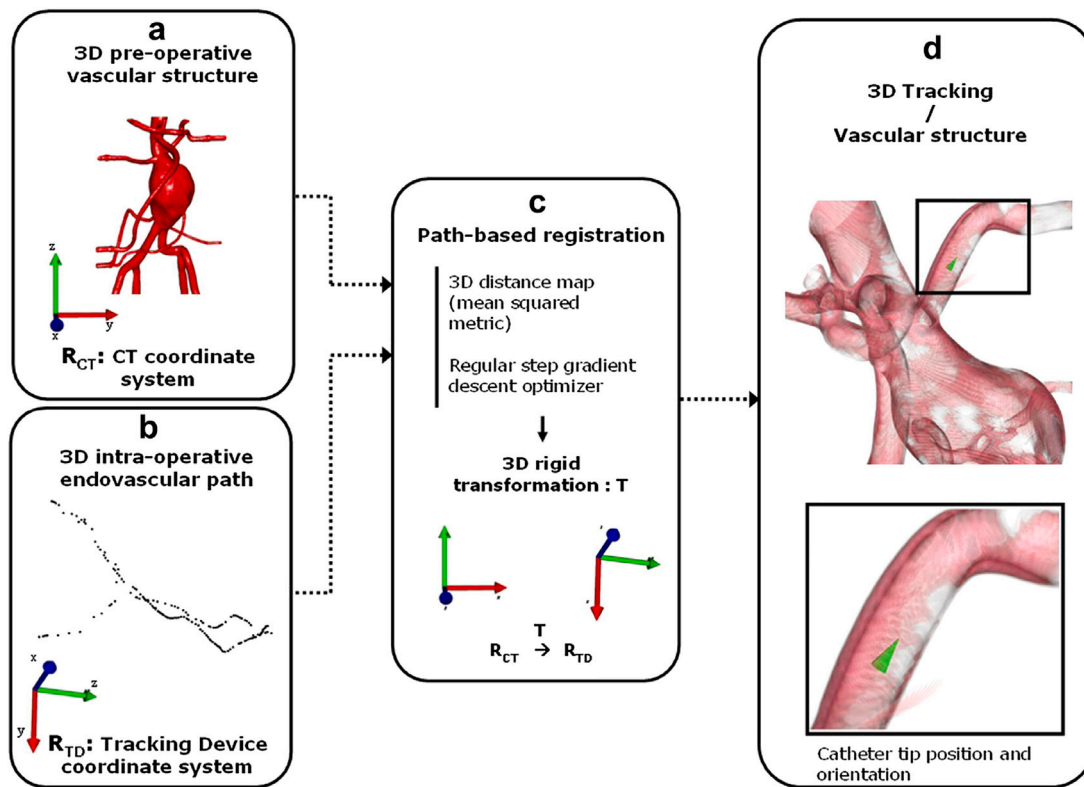 a
3D pre-operative
vascular structure
z
y
x
R_CT: CT coordinate
system
b
3D intra-operative
endovascular path
x
z
y
R_TD: Tracking Device
coordinate system
c
Path-based registration
3D distance map
(mean squared
metric)
Regular step gradient
descent optimizer
3D rigid
transformation : T
T
R_CT → R_TD
d
3D Tracking
/
Vascular structure
Catheter tip position and
orientation